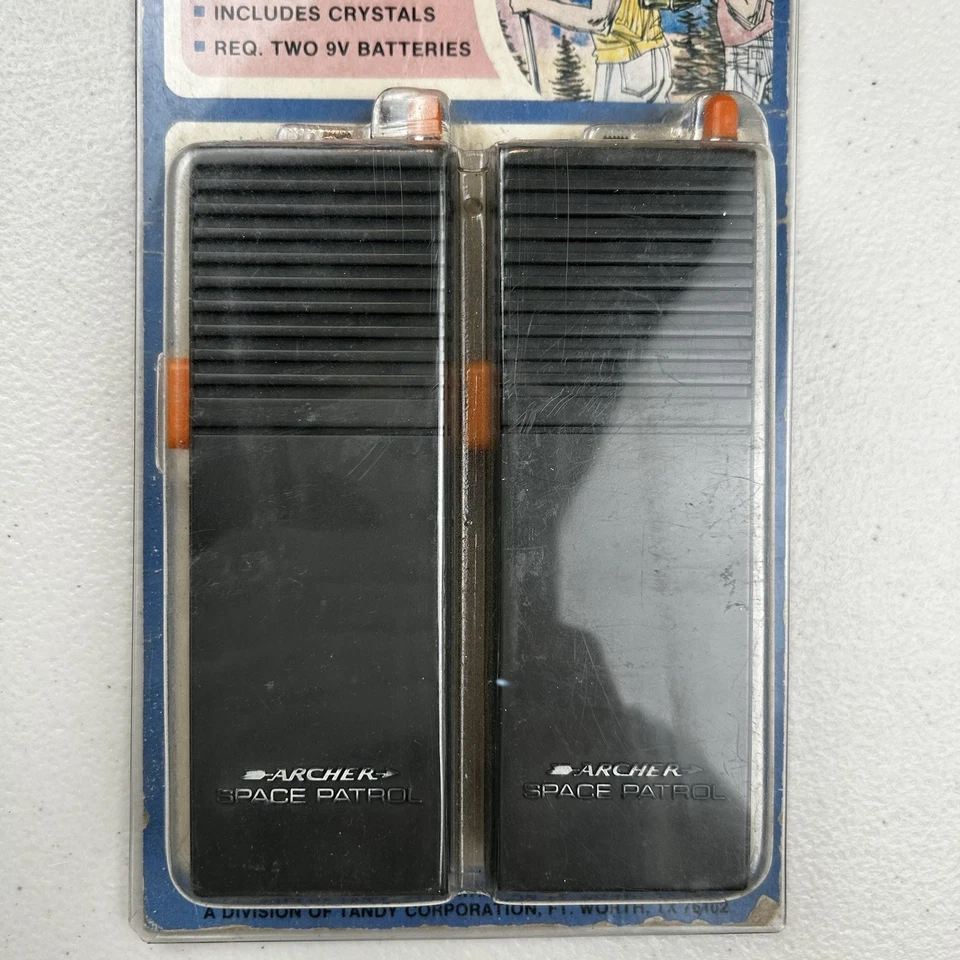 INCLUDES CRYSTALS
REQ. TWO 9V BATTERIES
ARCHER
SPACE PATROL
ARCHER
SPACE PATROL
A DIVISION OF TANDY CORPORATION, FT. WORTH, TX 76102